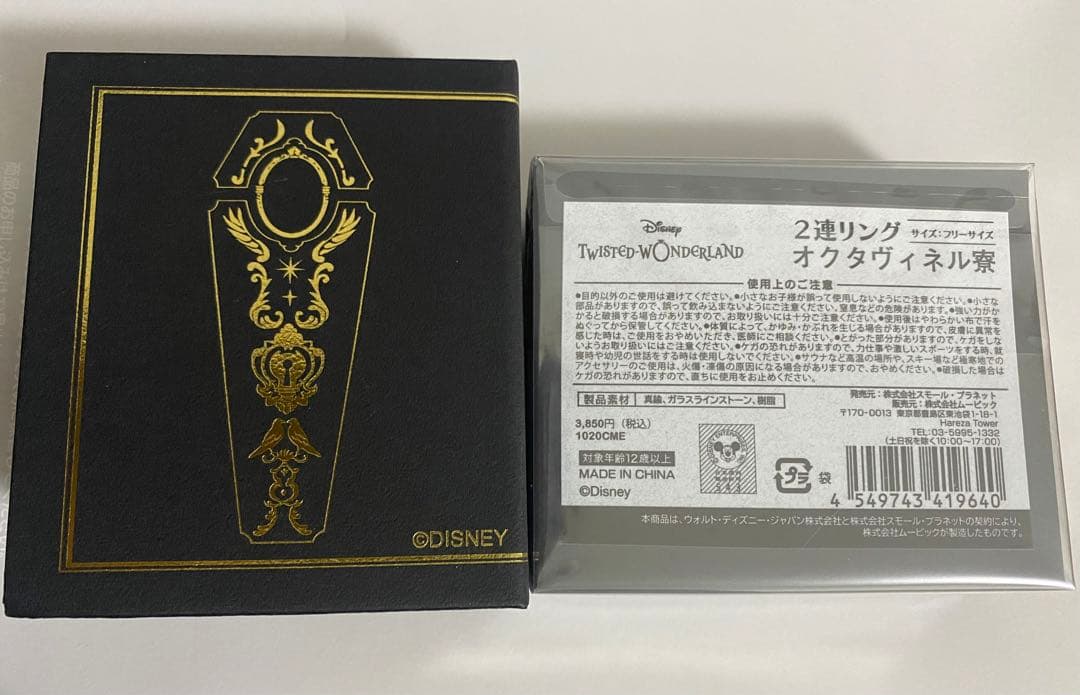 ©DISNEY
Disney
TWISTED-WONDERLAND
2連リング サイズ:フリーサイズ
オクタヴィネル寮
使用上のご注意
●目的以外のご使用は避けてください。●小さなお子様が誤って使用しないようにご注意ください。●小さな
部品がありますので、誤って飲み込まないようにご注意ください。窒息などの危険があります。●強い力がか
かると破損する場合がありますので、お取り扱いには十分ご注意ください。●使用後はやわらかい布で汗を
ぬぐってから保管してください。●体質によって、かゆみ・かぶれを生じる場合がありますので、皮膚に異常を
感じた時は、ご使用をおやめいただき、医師にご相談ください。●とがった部分がありますので、ケガをしな
いようお取り扱いにはご注意ください。●ケガの恐れがありますので、力仕事や激しいスポーツをする時、就
寝時や幼児の世話をする時は使用しないでください。●サウナなど高温の場所や、スキー場など極寒地での
アクセサリーのご使用は、火傷・凍傷の原因になる場合がありますので、おやめください。●破損した場合は
ケガの恐れがありますので、直ちに使用をお止めください。
製品素材 真鍮、ガラスラインストーン、樹脂
3,850円(税込)
1020CME
対象年齢12歳以上
MADE IN CHINA
©Disney
発売元:株式会社スモール・プラネット
販売元:株式会社ムービック
〒170-0013 東京都豊島区東池袋1-18-1
Hareza Tower
TEL:03-5995-1332
(土日祝を除く10:00~17:00)
プラ 袋
4 549743 419640
本商品は、ウォルト・ディズニー・ジャパン株式会社と株式会社スモール・プラネットの契約により、
株式会社ムービックが製造したものです。